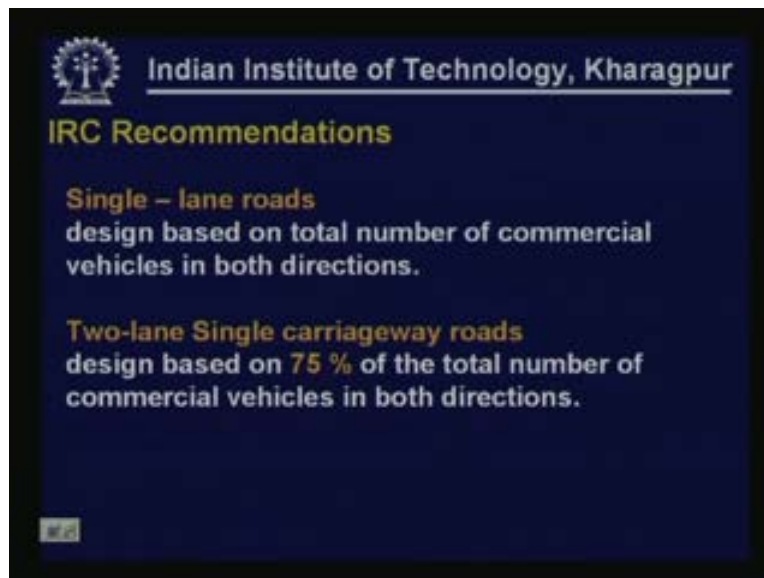 Indian Institute of Technology, Kharagpur
IRC Recommendations
Single – lane roads
design based on total number of commercial
vehicles in both directions.
Two-lane Single carriageway roads
design based on 75 % of the total number of
commercial vehicles in both directions.